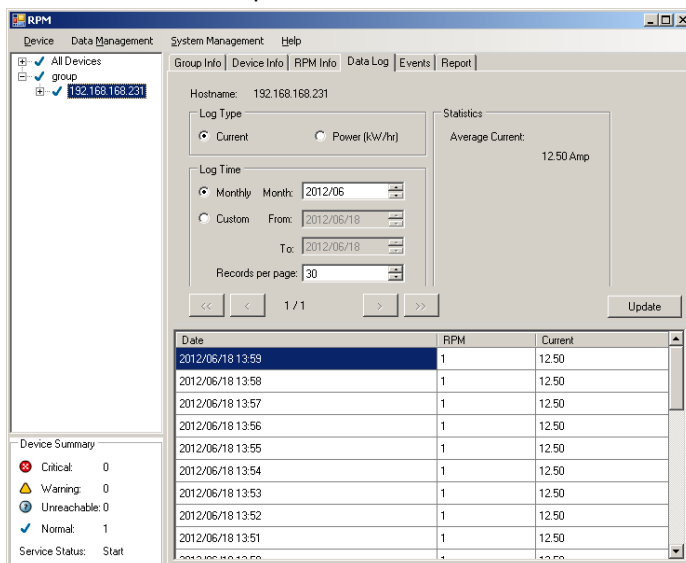 RPM
Device Data Management System Management Help
All Devices
group
192.168.168.231
Group Info Device Info RPM Info Data Log Events Report
Hostname: 192.168.168.231
Log Type
Current Power (kW/hr)
Statistics
Average Current:
12.50 Amp
Log Time
Monthly Month: 2012/06
Custom From: 2012/06/18
To: 2012/06/18
Records per page: 30
<< < 1 / 1 > >>
Update
Date RPM Current
2012/06/18 13:59 1 12.50
2012/06/18 13:58 1 12.50
2012/06/18 13:57 1 12.50
2012/06/18 13:56 1 12.50
2012/06/18 13:55 1 12.50
2012/06/18 13:54 1 12.50
2012/06/18 13:53 1 12.50
2012/06/18 13:52 1 12.50
2012/06/18 13:51 1 12.50
Device Summary
Critical: 0
Warning: 0
Unreachable: 0
Normal: 1
Service Status: Start